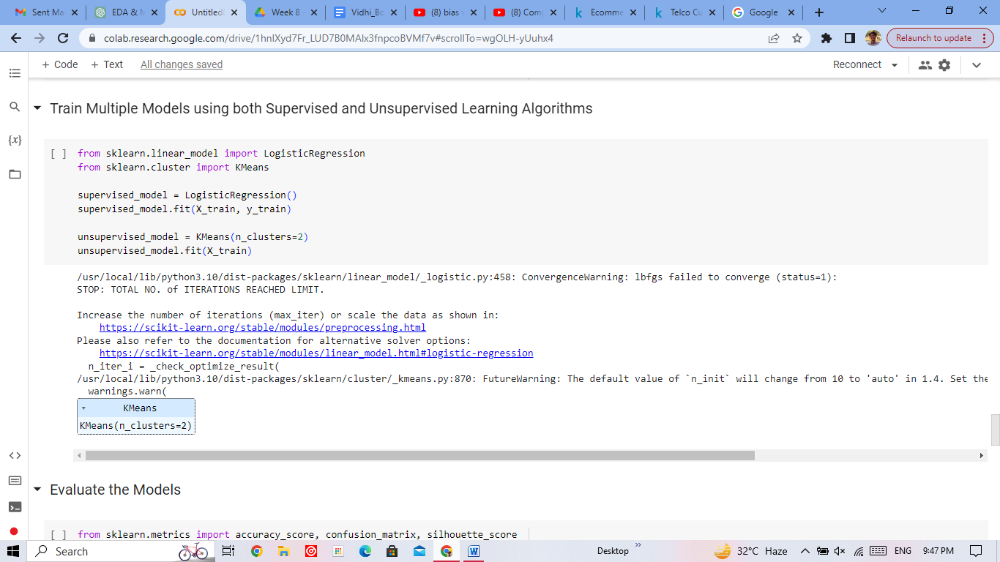 Sent Ma
EDA & M
Untitled
Week 8
Vidhi_Bo
(8) bias v
(8) Com
Ecomme
Telco Cu
Google
colab.research.google.com/drive/1hnlXyd7Fr_LUD7B0MAlx3fnpcoBVMf7v#scrollTo=wgOLH-yUuhx4
Relaunch to update
+ Code + Text All changes saved
Reconnect
Train Multiple Models using both Supervised and Unsupervised Learning Algorithms
[ ] from sklearn.linear_model import LogisticRegression
from sklearn.cluster import KMeans
supervised_model = LogisticRegression()
supervised_model.fit(X_train, y_train)
unsupervised_model = KMeans(n_clusters=2)
unsupervised_model.fit(X_train)
/usr/local/lib/python3.10/dist-packages/sklearn/linear_model/_logistic.py:458: ConvergenceWarning: lbfgs failed to converge (status=1):
STOP: TOTAL NO. of ITERATIONS REACHED LIMIT.
Increase the number of iterations (max_iter) or scale the data as shown in:
https://scikit-learn.org/stable/modules/preprocessing.html
Please also refer to the documentation for alternative solver options:
https://scikit-learn.org/stable/modules/linear_model.html#logistic-regression
n_iter_i = _check_optimize_result(
/usr/local/lib/python3.10/dist-packages/sklearn/cluster/_kmeans.py:870: FutureWarning: The default value of `n_init` will change from 10 to 'auto' in 1.4. Set the
warnings.warn(
KMeans
KMeans(n_clusters=2)
Evaluate the Models
[ ] from sklearn.metrics import accuracy_score, confusion_matrix, silhouette_score
Search
Desktop
32°C Haze
ENG
9:47 PM